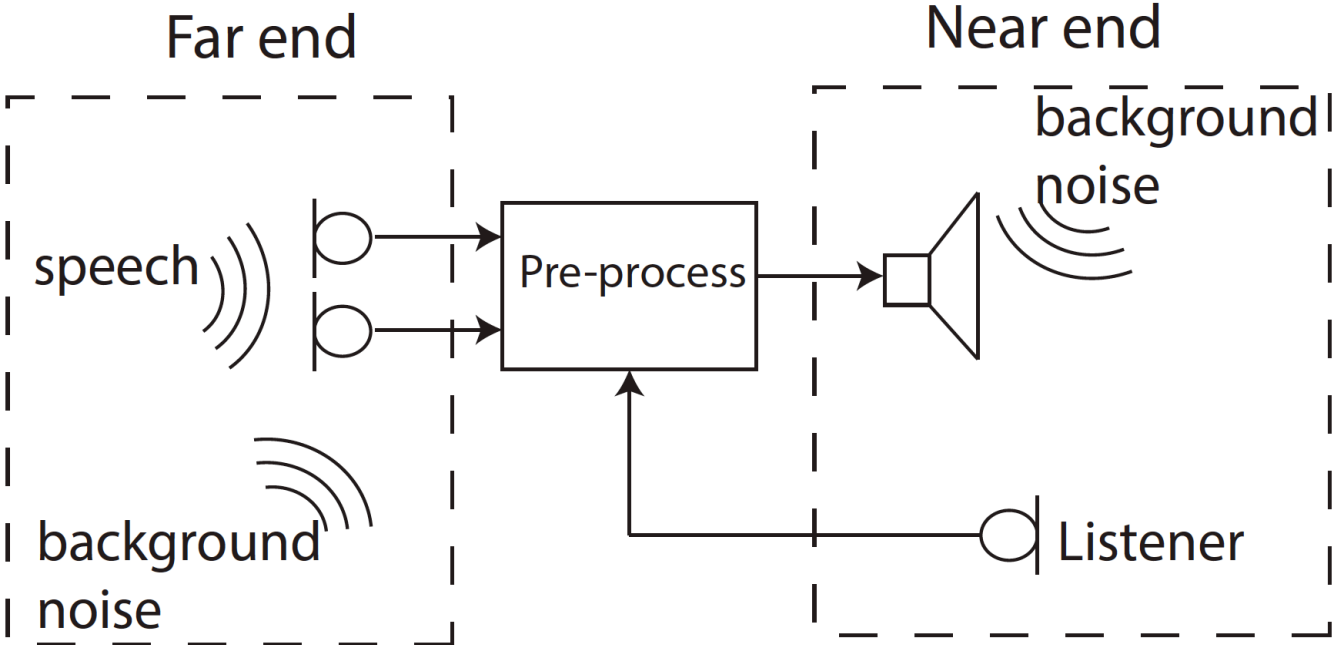 Far end
Near end
background
noise
speech
Pre-process
background
noise
Listener